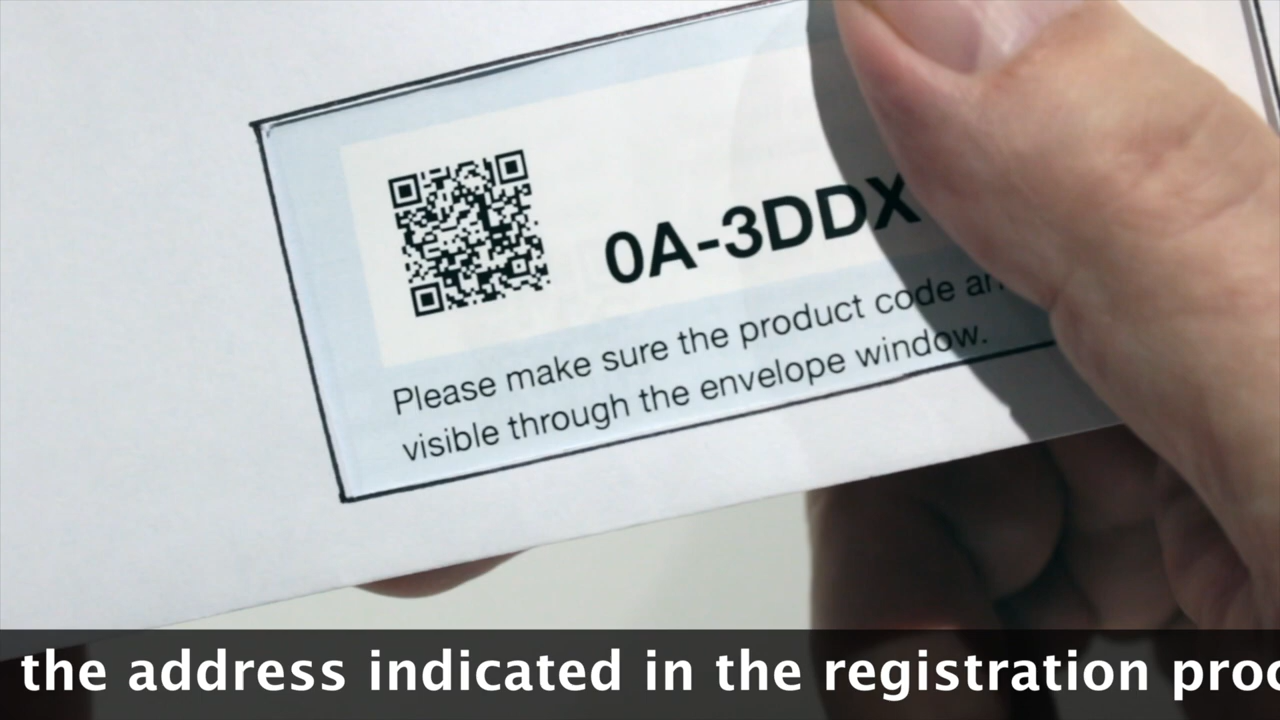 0A-3DDX
Please make sure the product code
visible through the envelope window.
the address indicated in the registration